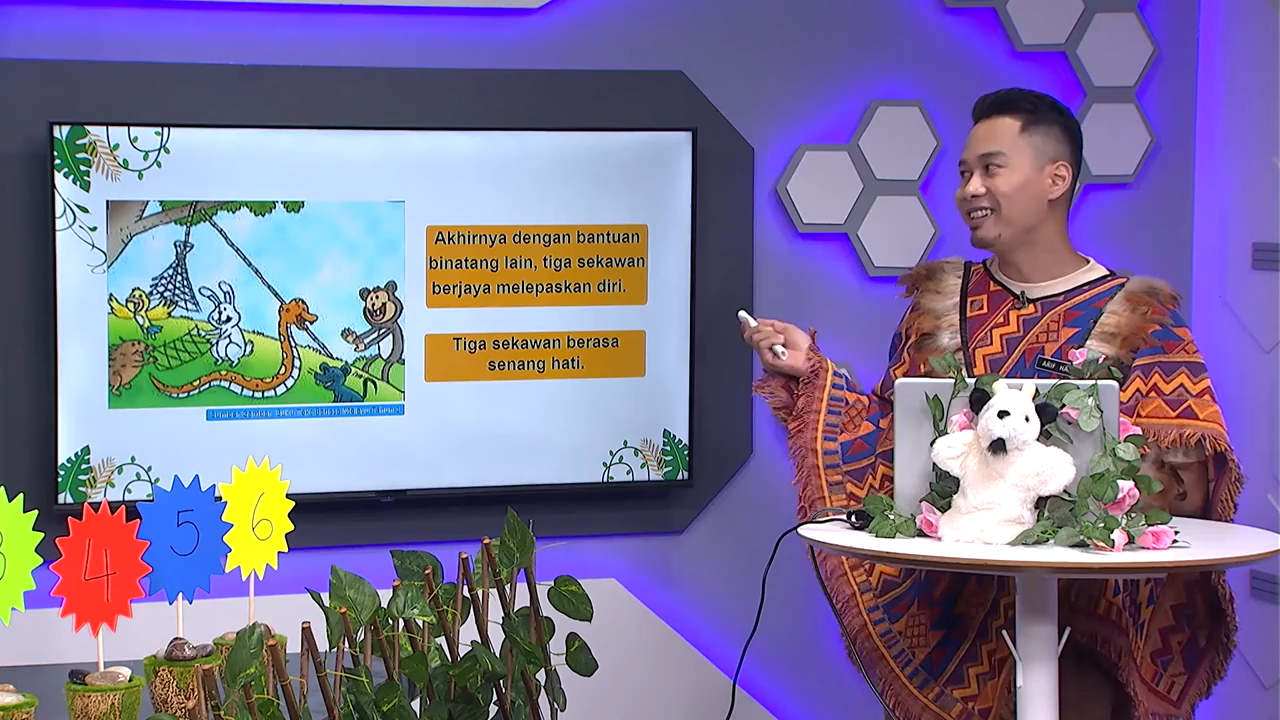 Akhirnya dengan bantuan
binatang lain, tiga sekawan
berjaya melepaskan diri.
Tiga sekawan berasa
senang hati.
4
5
6